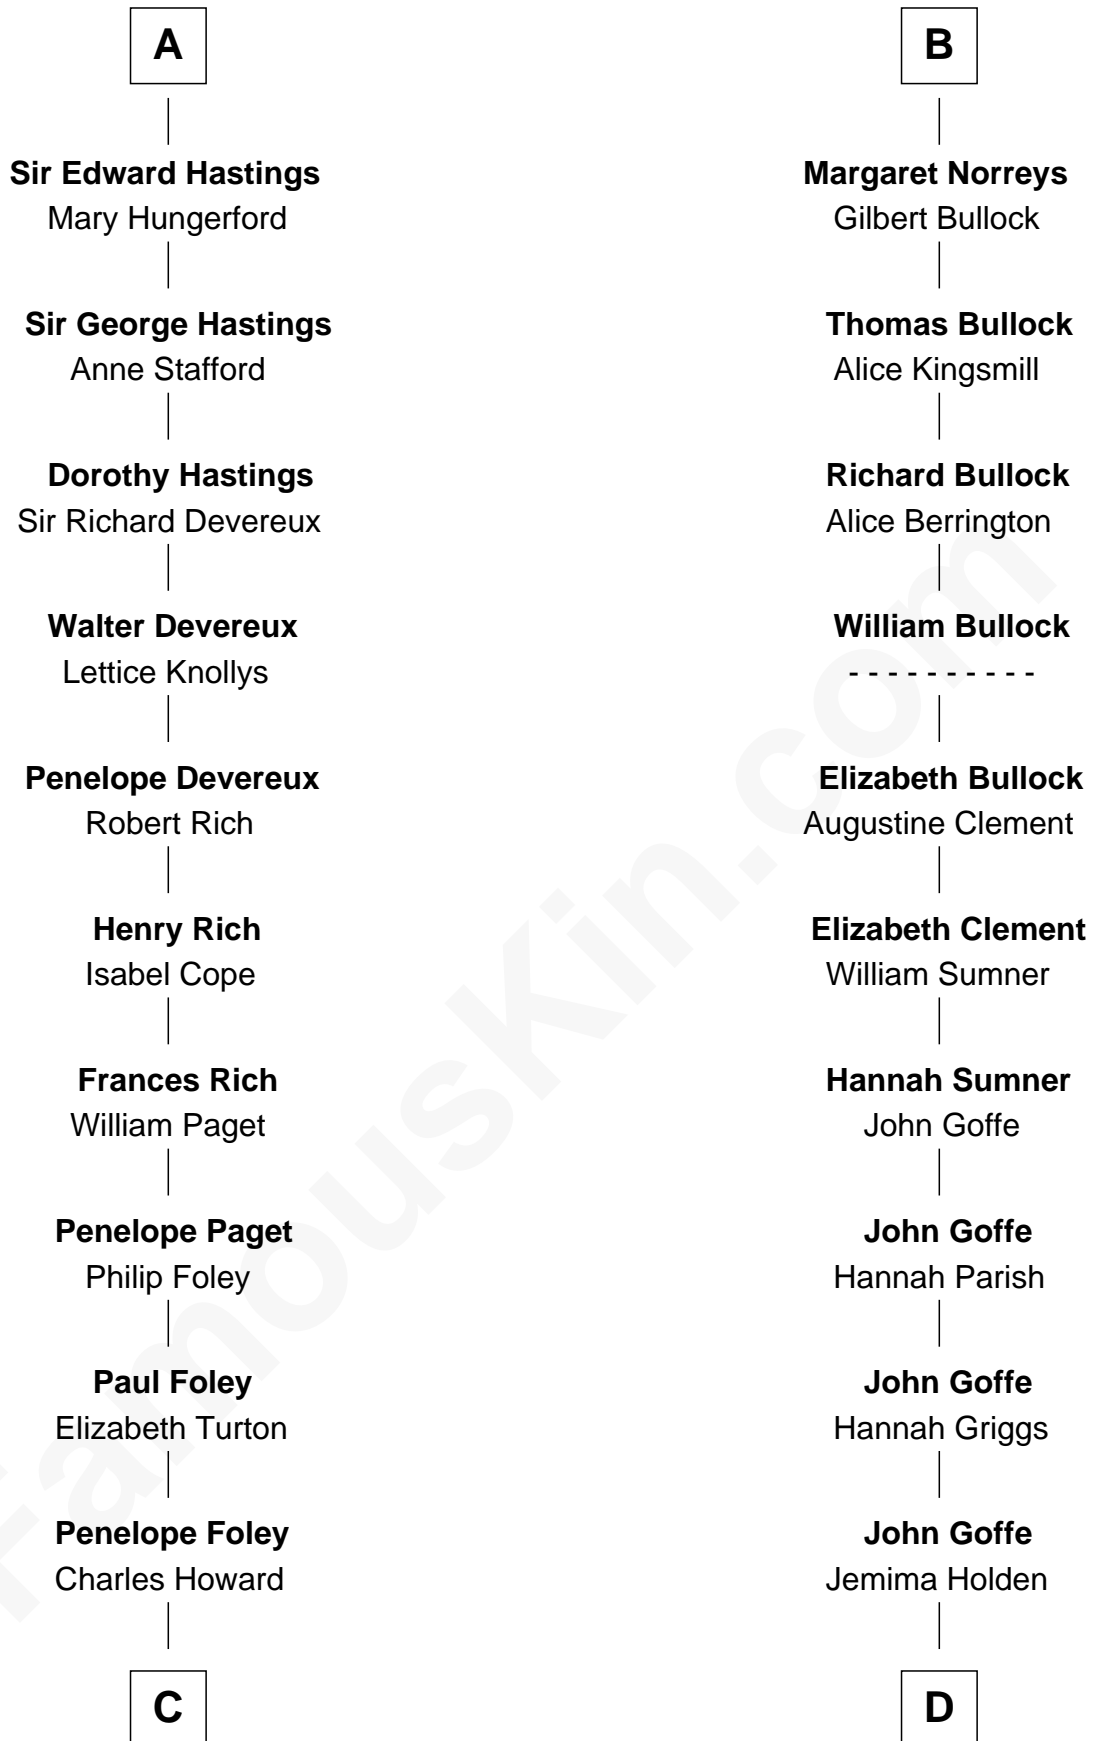 A
Sir Edward Hastings
Mary Hungerford
Sir George Hastings
Anne Stafford
Dorothy Hastings
Sir Richard Devereux
Walter Devereux
Lettice Knollys
Penelope Devereux
Robert Rich
Henry Rich
Isabel Cope
Frances Rich
William Paget
Penelope Paget
Philip Foley
Paul Foley
Elizabeth Turton
Penelope Foley
Charles Howard
C
B
Margaret Norreys
Gilbert Bullock
Thomas Bullock
Alice Kingsmill
Richard Bullock
Alice Berrington
William Bullock
- - - - - - - - - -
Elizabeth Bullock
Augustine Clement
Elizabeth Clement
William Sumner
Hannah Sumner
John Goffe
John Goffe
Hannah Parish
John Goffe
Hannah Griggs
John Goffe
Jemima Holden
D
FamousKin.com